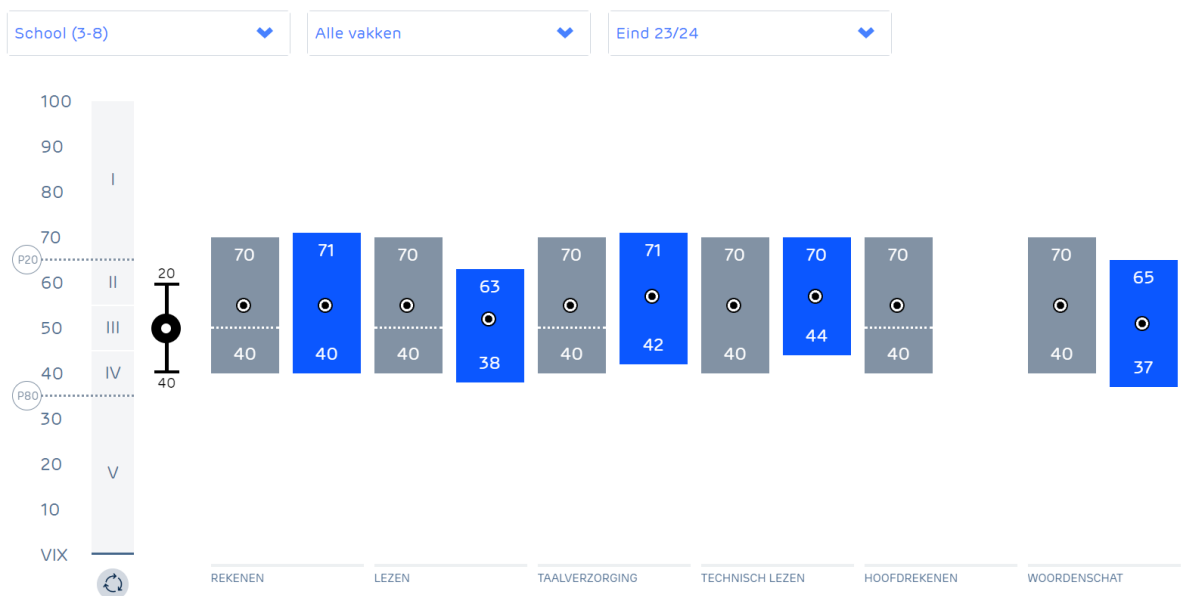 School (3-8)
Alle vakken
Eind 23/24
100
90
80
70
P20
60
50
40
P80
30
20
10
VIX
I
II
III
IV
V
20
40
70
40
71
40
70
40
63
38
70
40
71
42
70
40
70
44
70
40
70
40
65
37
REKENEN
LEZEN
TAALVERZORGING
TECHNISCH LEZEN
HOOFDREKENEN
WOORDENSCHAT